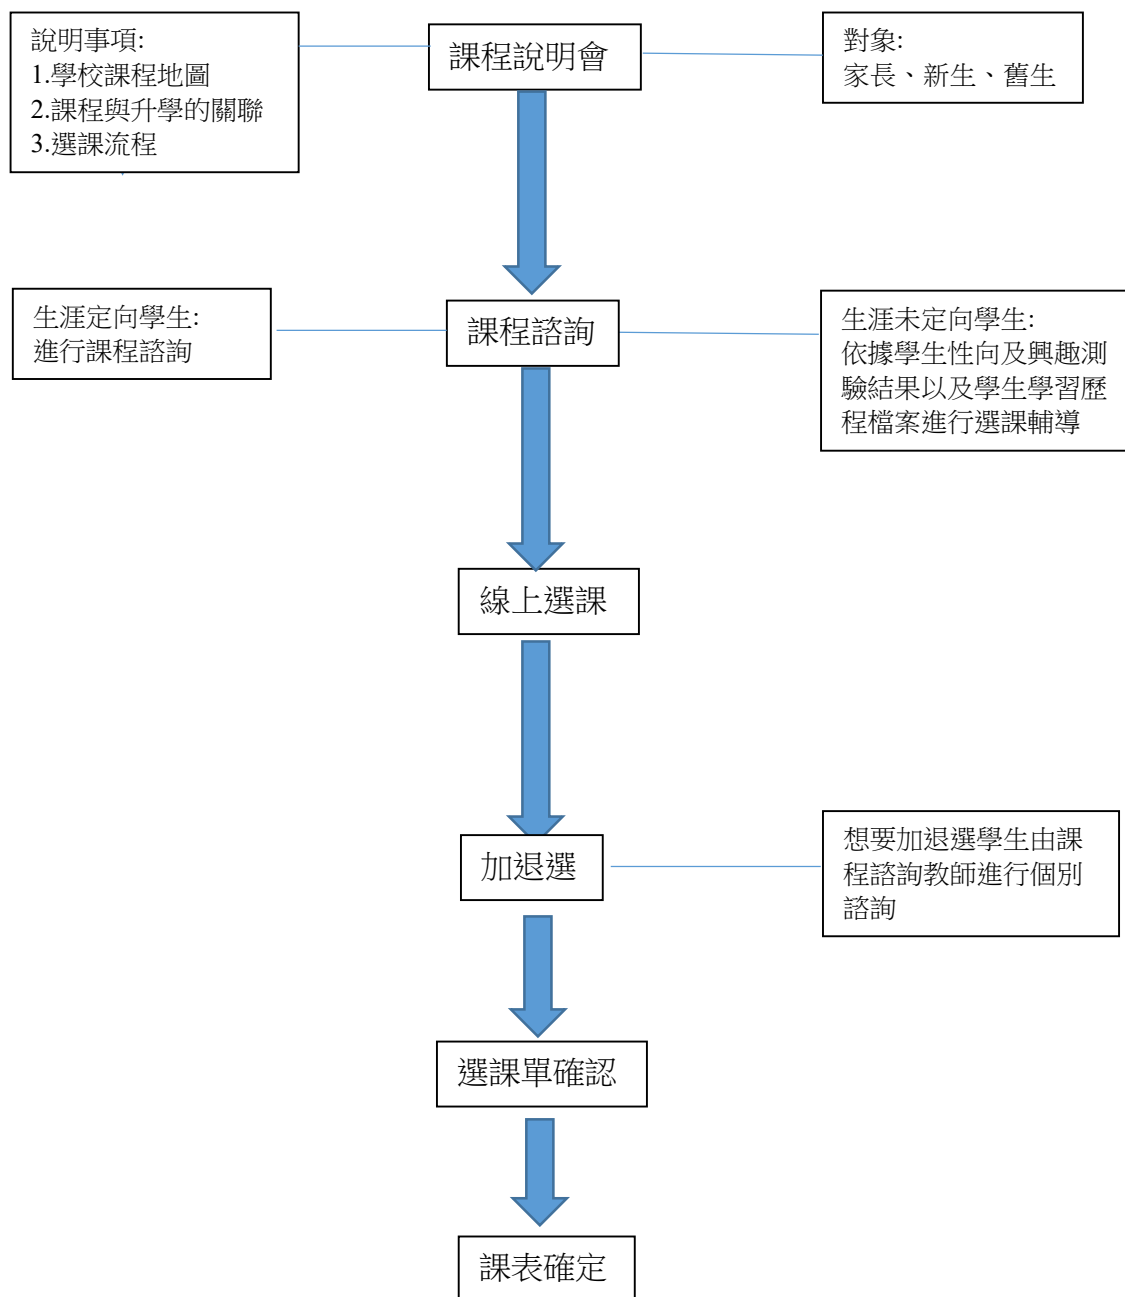 說明事項:
1.學校課程地圖
2.課程與升學的關聯
3.選課流程
課程說明會
對象:
家長、新生、舊生
生涯定向學生:
進行課程諮詢
課程諮詢
生涯未定向學生:
依據學生性向及興趣測
驗結果以及學生學習歷
程檔案進行選課輔導
線上選課
加退選
想要加退選學生由課
程諮詢教師進行個別
諮詢
選課單確認
課表確定